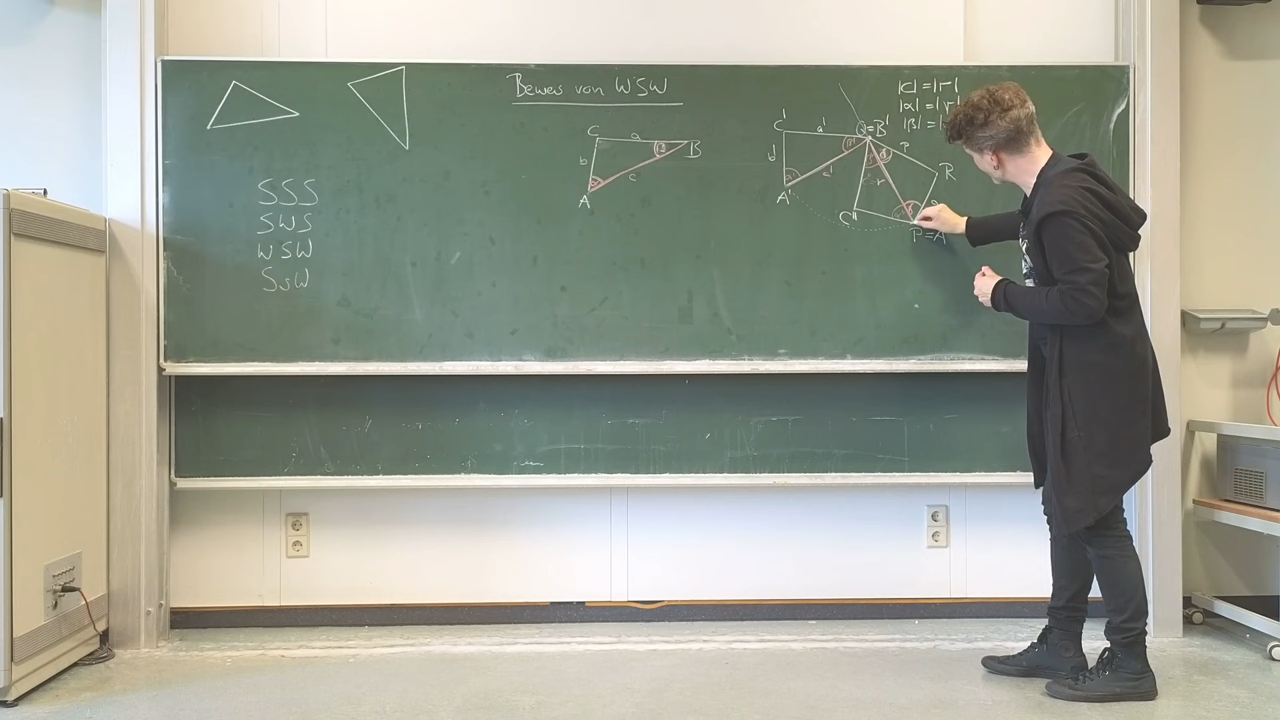 Beweis von WSW
SSS
SWS
WSW
SsW
C a B
b β
c
A
C' a' Q=B'
b' β' p
c' r R
A' C''
P=A
|c|=|r|
|α|=|
|β|=|